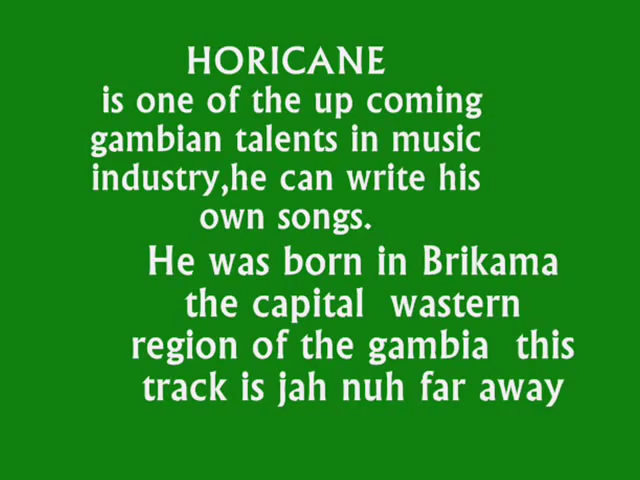 HORICANE
is one of the up coming
gambian talents in music
industry,he can write his
own songs.
He was born in Brikama
the capital wastern
region of the gambia this
track is jah nuh far away